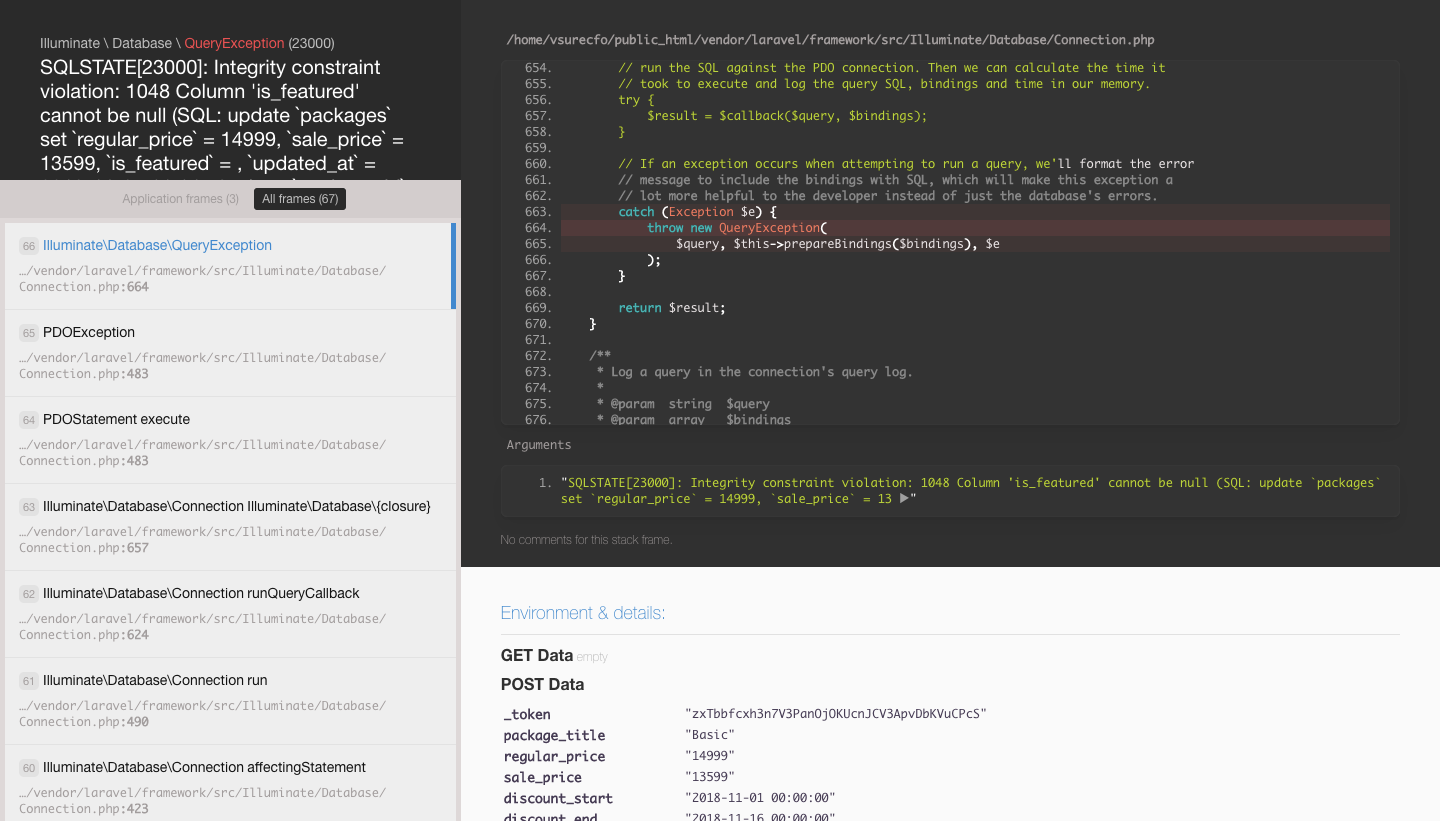 Illuminate \ Database \ QueryException (23000)
SQLSTATE[23000]: Integrity constraint
violation: 1048 Column 'is_featured'
cannot be null (SQL: update `packages`
set `regular_price` = 14999, `sale_price` =
13599, `is_featured` = , `updated_at` =
Application frames (3) All frames (67)
66 Illuminate\Database\QueryException
…/vendor/laravel/framework/src/Illuminate/Database/
Connection.php:664
65 PDOException
…/vendor/laravel/framework/src/Illuminate/Database/
Connection.php:483
64 PDOStatement execute
…/vendor/laravel/framework/src/Illuminate/Database/
Connection.php:483
63 Illuminate\Database\Connection Illuminate\Database\{closure}
…/vendor/laravel/framework/src/Illuminate/Database/
Connection.php:657
62 Illuminate\Database\Connection runQueryCallback
…/vendor/laravel/framework/src/Illuminate/Database/
Connection.php:624
61 Illuminate\Database\Connection run
…/vendor/laravel/framework/src/Illuminate/Database/
Connection.php:490
60 Illuminate\Database\Connection affectingStatement
…/vendor/laravel/framework/src/Illuminate/Database/
Connection.php:423
/home/vsurecfo/public_html/vendor/laravel/framework/src/Illuminate/Database/Connection.php
654. // run the SQL against the PDO connection. Then we can calculate the time it
655. // took to execute and log the query SQL, bindings and time in our memory.
656. try {
657. $result = $callback($query, $bindings);
658. }
659.
660. // If an exception occurs when attempting to run a query, we'll format the error
661. // message to include the bindings with SQL, which will make this exception a
662. // lot more helpful to the developer instead of just the database's errors.
663. catch (Exception $e) {
664. throw new QueryException(
665. $query, $this->prepareBindings($bindings), $e
666. );
667. }
668.
669. return $result;
670. }
671.
672. /**
673. * Log a query in the connection's query log.
674. *
675. * @param string $query
676. * @param array $bindings
Arguments
1. "SQLSTATE[23000]: Integrity constraint violation: 1048 Column 'is_featured' cannot be null (SQL: update `packages`
set `regular_price` = 14999, `sale_price` = 13 ▶"
No comments for this stack frame.
Environment & details:
GET Data empty
POST Data
_token "zxTbbfcxh3n7V3PanOjOKUcnJCV3ApvDbKVuCPcS"
package_title "Basic"
regular_price "14999"
sale_price "13599"
discount_start "2018-11-01 00:00:00"
discount_end "2018-11-16 00:00:00"